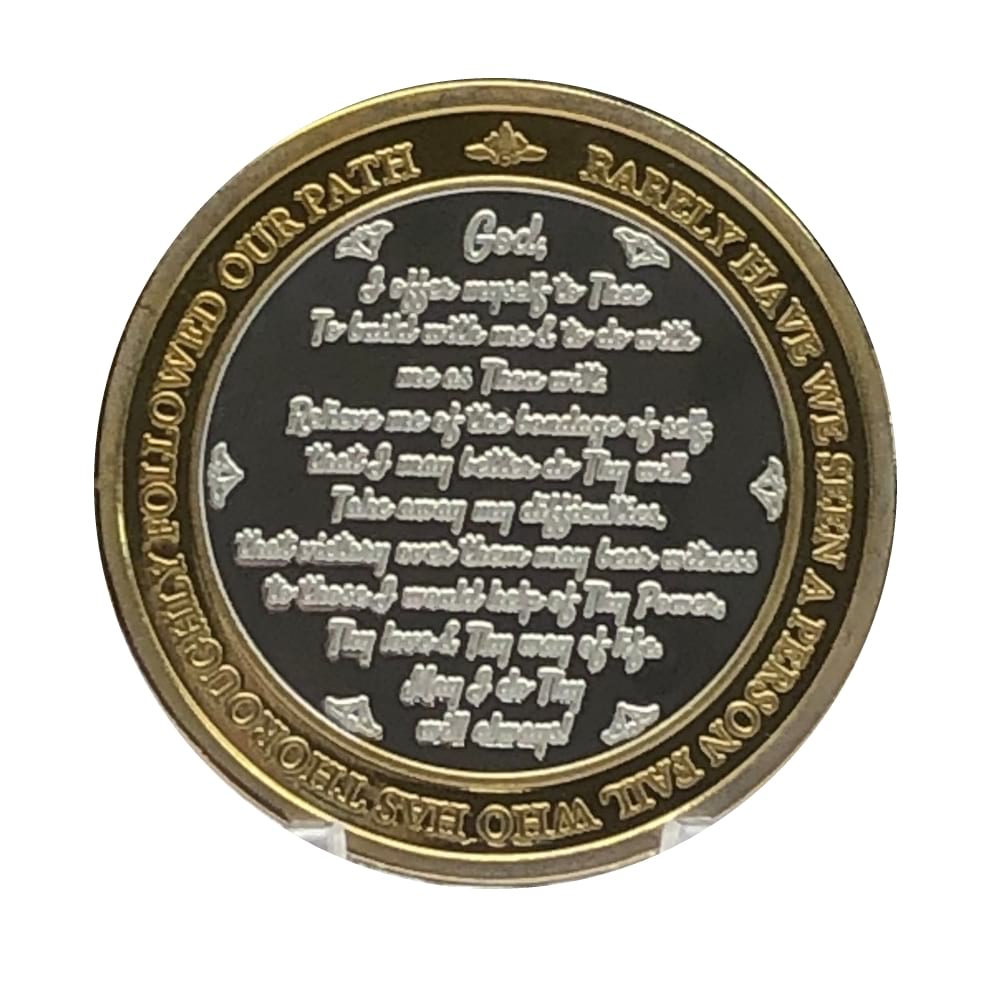 RARELY HAVE WE SEEN A PERSON FAIL WHO HAS THOROUGHLY FOLLOWED OUR PATH
God,
I offer myself to Thee
To build with me & to do with
me as Thou wilt.
Relieve me of the bondage of self,
that I may better do Thy will.
Take away my difficulties,
that victory over them may bear witness
to those I would help of Thy Power,
Thy love & Thy way of life.
May I do Thy
will always!